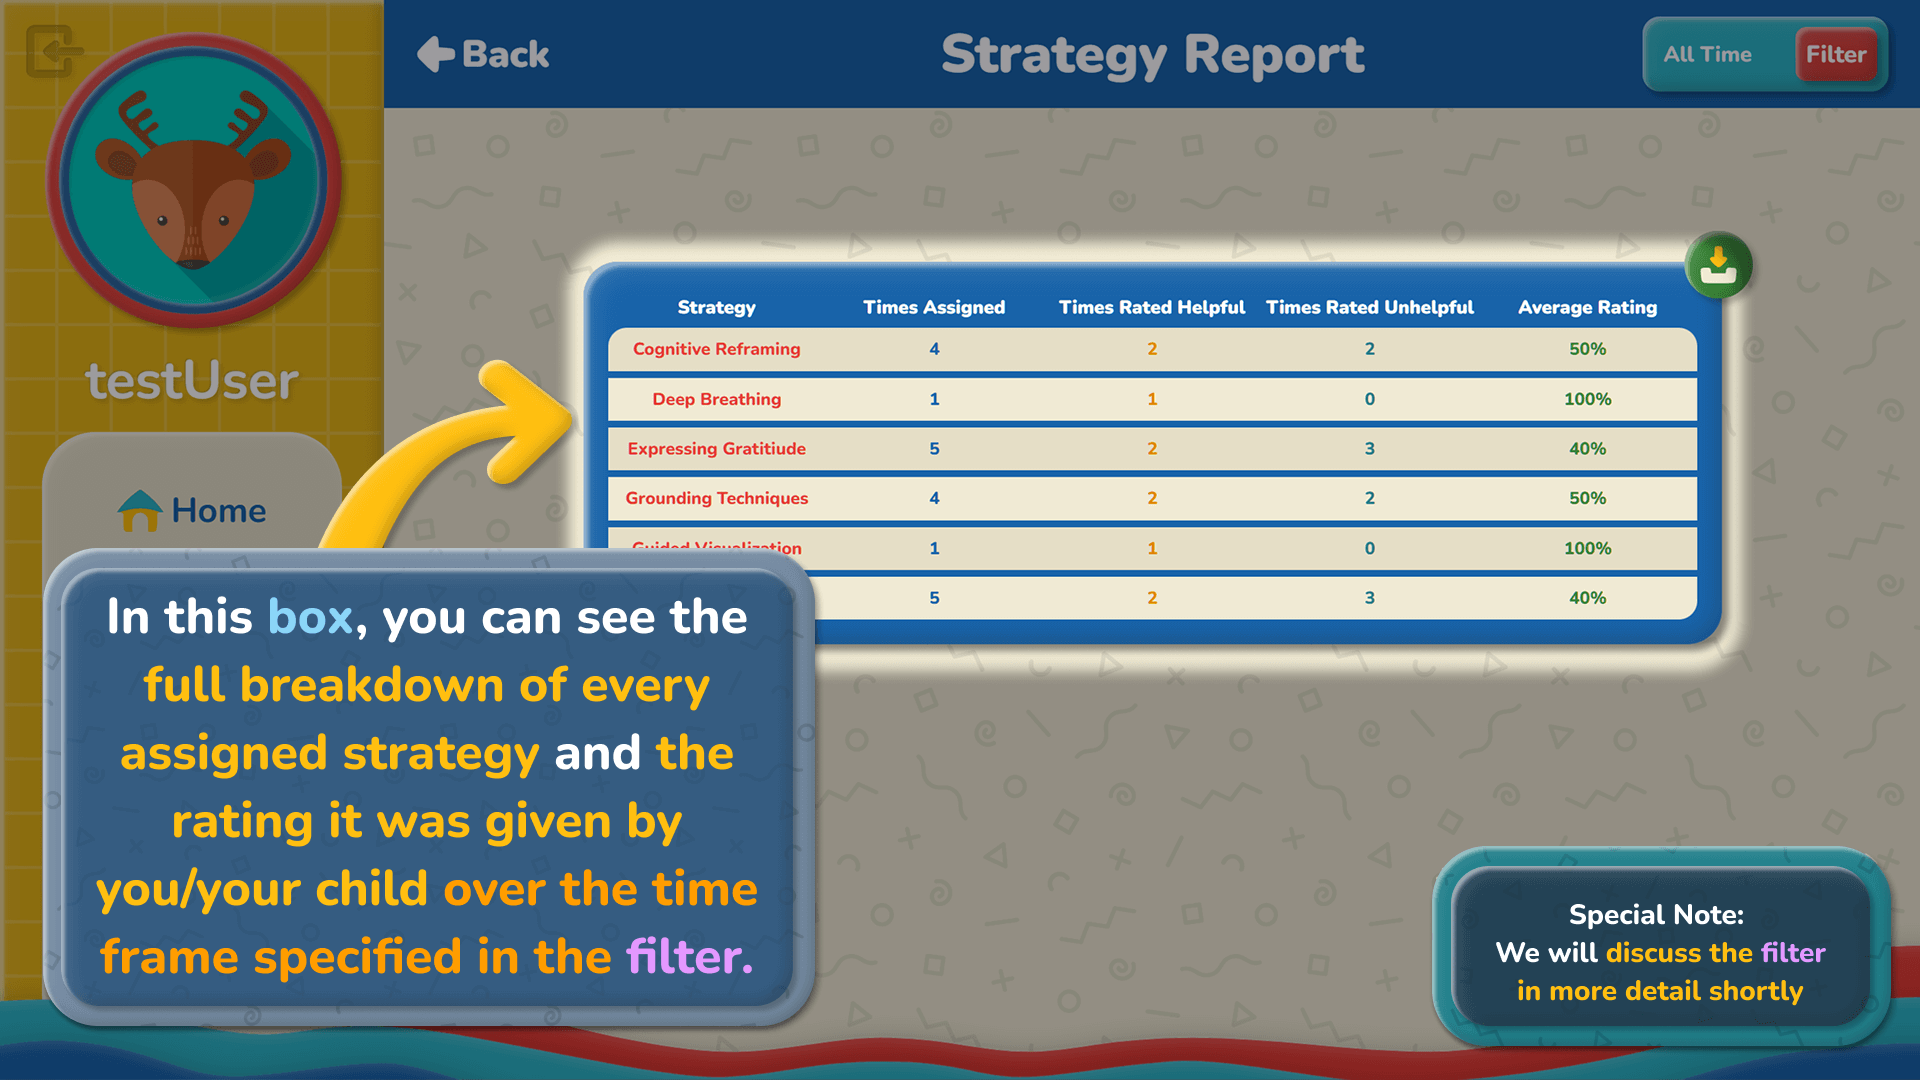 Back
Strategy Report
All Time
Filter
testUser
Home
Strategy Times Assigned Times Rated Helpful Times Rated Unhelpful Average Rating
Cognitive Reframing 4 2 2 50%
Deep Breathing 1 1 0 100%
Expressing Gratitiude 5 2 3 40%
Grounding Techniques 4 2 2 50%
Guided Visualization 1 1 0 100%
5 2 3 40%
In this box, you can see the
full breakdown of every
assigned strategy and the
rating it was given by
you/your child over the time
frame specified in the filter.
Special Note:
We will discuss the filter
in more detail shortly